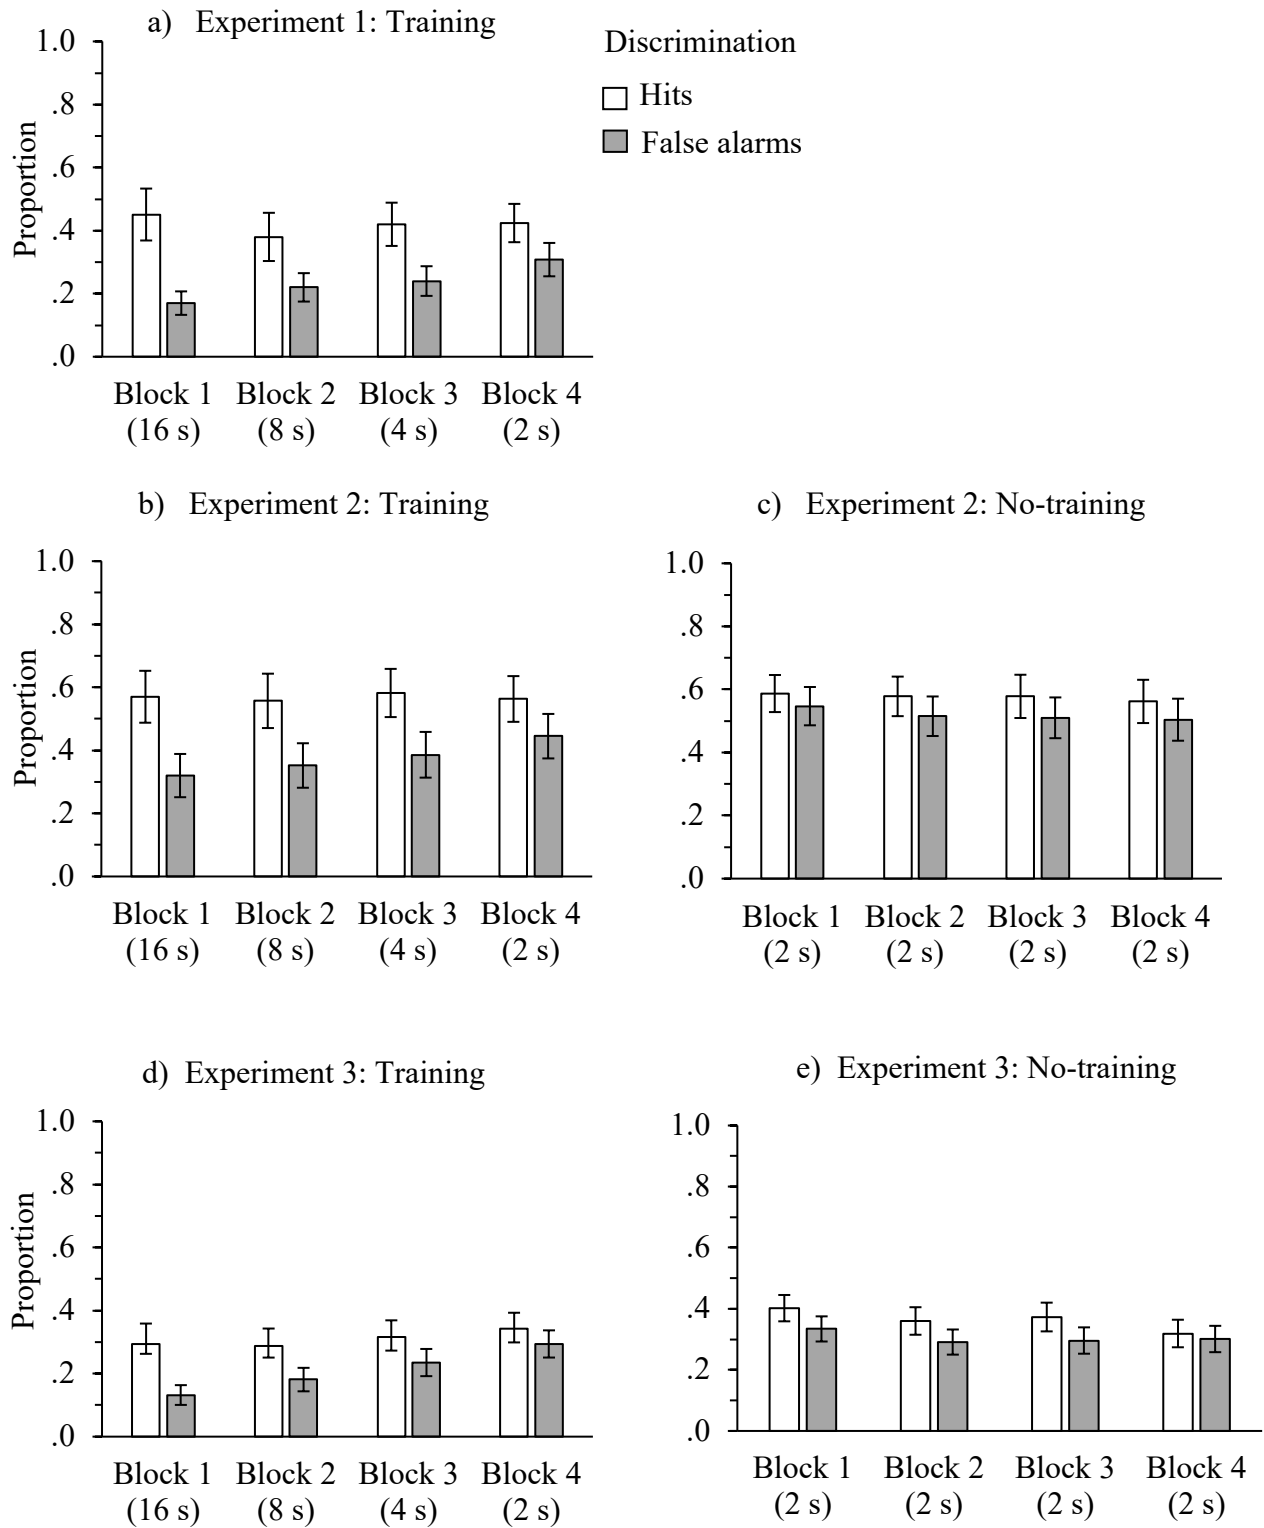 a) Experiment 1: Training
Discrimination
Hits
False alarms
1.0
.8
.6
.4
.2
.0
Proportion
Block 1 Block 2 Block 3 Block 4
(16 s) (8 s) (4 s) (2 s)
b) Experiment 2: Training
1.0
.8
.6
.4
.2
.0
Proportion
Block 1 Block 2 Block 3 Block 4
(16 s) (8 s) (4 s) (2 s)
c) Experiment 2: No-training
1.0
.8
.6
.4
.2
.0
Block 1 Block 2 Block 3 Block 4
(2 s) (2 s) (2 s) (2 s)
d) Experiment 3: Training
1.0
.8
.6
.4
.2
.0
Proportion
Block 1 Block 2 Block 3 Block 4
(16 s) (8 s) (4 s) (2 s)
e) Experiment 3: No-training
1.0
.8
.6
.4
.2
.0
Block 1 Block 2 Block 3 Block 4
(2 s) (2 s) (2 s) (2 s)